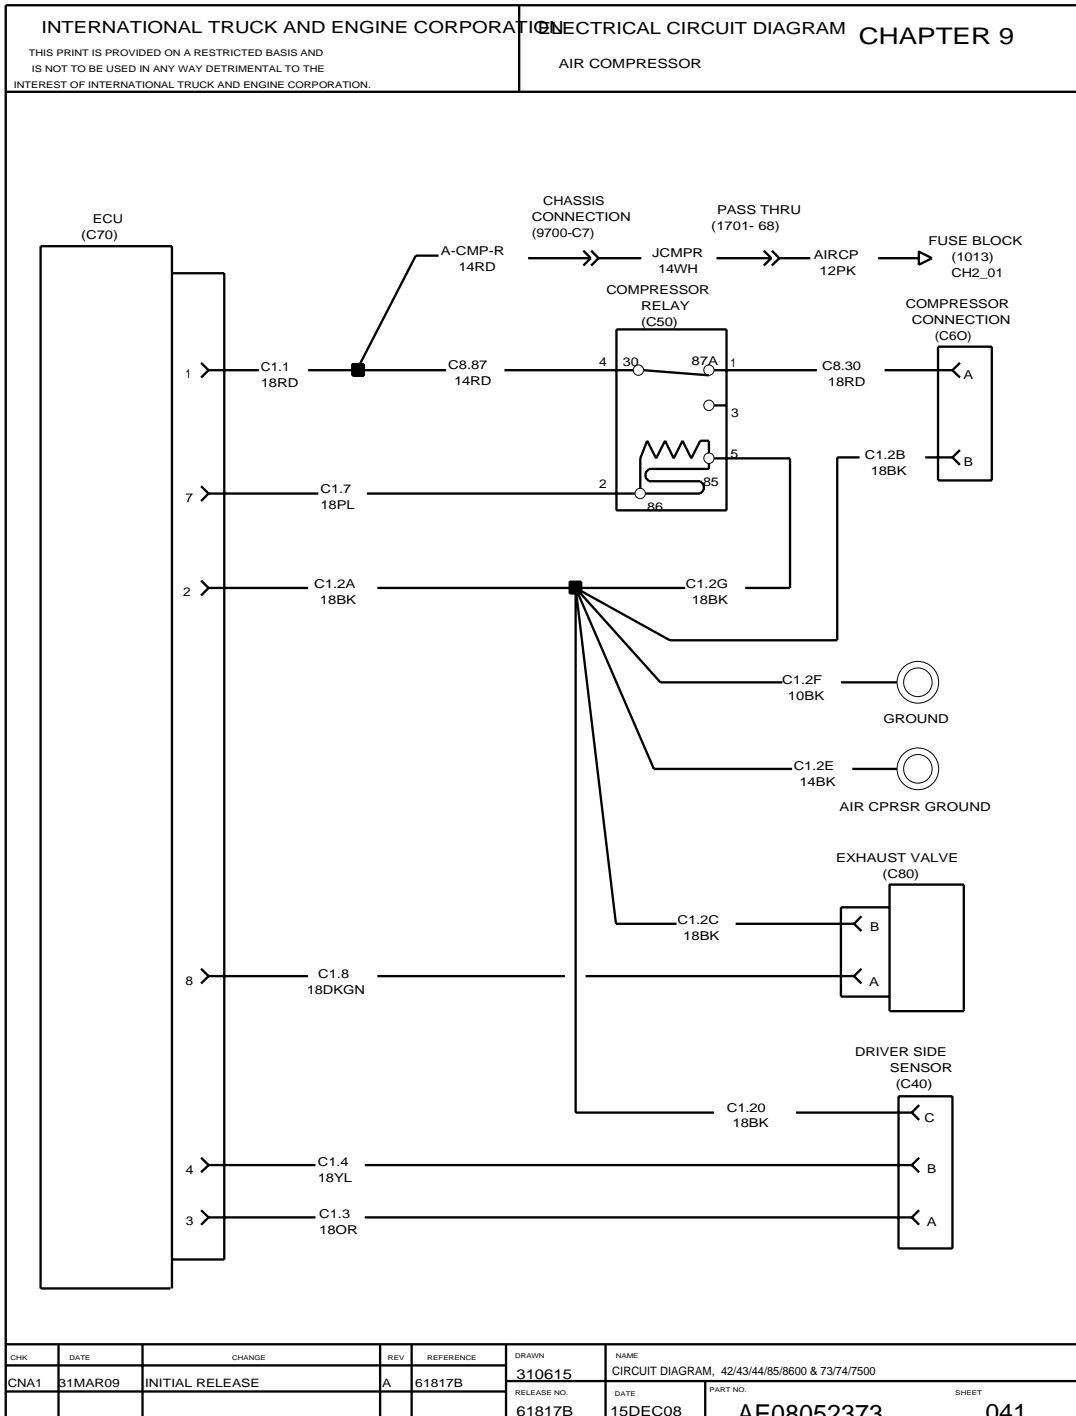 INTERNATIONAL TRUCK AND ENGINE CORPORATION
THIS PRINT IS PROVIDED ON A RESTRICTED BASIS AND
IS NOT TO BE USED IN ANY WAY DETRIMENTAL TO THE
INTEREST OF INTERNATIONAL TRUCK AND ENGINE CORPORATION.
ELECTRICAL CIRCUIT DIAGRAM
CHAPTER 9
AIR COMPRESSOR
ECU
(C70)
A-CMP-R
14RD
CHASSIS
CONNECTION
(9700-C7)
JCMPR
14WH
PASS THRU
(1701- 68)
AIRCP
12PK
FUSE BLOCK
(1013)
CH2_01
COMPRESSOR
RELAY
(C50)
COMPRESSOR
CONNECTION
(C6O)
1
C1.1
18RD
C8.87
14RD
4
30
87A
1
C8.30
18RD
A
3
5
85
86
2
C1.2B
18BK
B
7
C1.7
18PL
2
C1.2A
18BK
C1.2G
18BK
C1.2F
10BK
GROUND
C1.2E
14BK
AIR CPRSR GROUND
EXHAUST VALVE
(C80)
C1.2C
18BK
B
8
C1.8
18DKGN
A
DRIVER SIDE
SENSOR
(C40)
C1.20
18BK
C
4
C1.4
18YL
B
3
C1.3
18OR
A
CHK DATE CHANGE REV REFERENCE
CNA1 31MAR09 INITIAL RELEASE A 61817B
DRAWN
310615
NAME
CIRCUIT DIAGRAM, 42/43/44/85/8600 & 73/74/7500
RELEASE NO.
61817B
DATE
15DEC08
PART NO.
AE08052373
SHEET
041